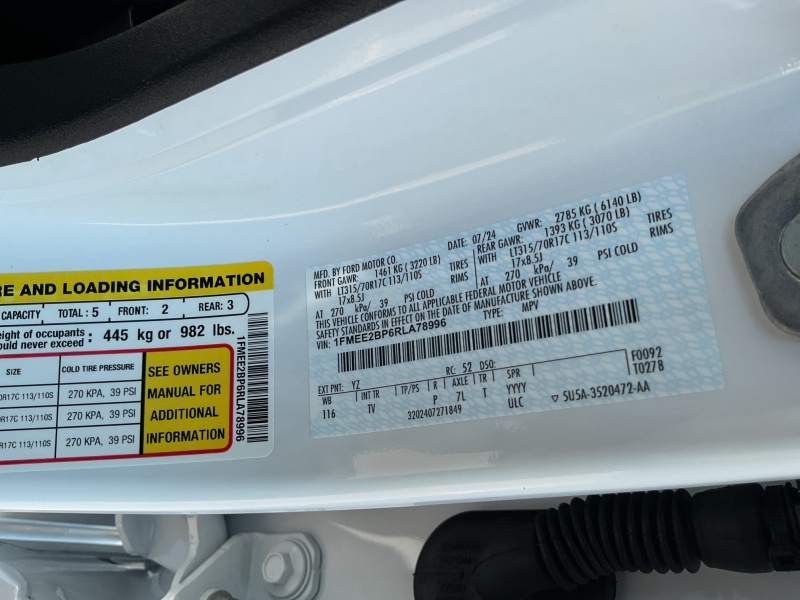 RE AND LOADING INFORMATION
CAPACITY TOTAL : 5 FRONT: 2 REAR: 3
eight of occupants
ould never exceed : 445 kg or 982 lbs.
SIZE COLD TIRE PRESSURE
0R17C 113/110S 270 KPA, 39 PSI
0R17C 113/110S 270 KPA, 39 PSI
R17C 113/110S 270 KPA, 39 PSI
SEE OWNERS
MANUAL FOR
ADDITIONAL
INFORMATION
1FMEE2BP6RLA78996
MFD. BY FORD MOTOR CO. DATE: 07/24 GVWR: 2785 KG ( 6140 LB)
FRONT GAWR: 1461 KG ( 3220 LB) REAR GAWR: 1393 KG ( 3070 LB)
WITH LT315/70R17C 113/110S TIRES WITH LT315/70R17C 113/110S TIRES
17x8.5J RIMS 17x8.5J RIMS
AT 270 kPa/ 39 PSI COLD AT 270 kPa/ 39 PSI COLD
THIS VEHICLE CONFORMS TO ALL APPLICABLE FEDERAL MOTOR VEHICLE
SAFETY STANDARDS IN EFFECT ON THE DATE OF MANUFACTURE SHOWN ABOVE.
VIN: 1FMEE2BP6RLA78996 TYPE: MPV
EXT PNT: YZ RC: 52 DSO: F0092
WB INT TR TP/PS R AXLE TR SPR T0278
116 TV P 7L T YYYY
3202407271849 ULC ▽ 5U5A-3520472-AA